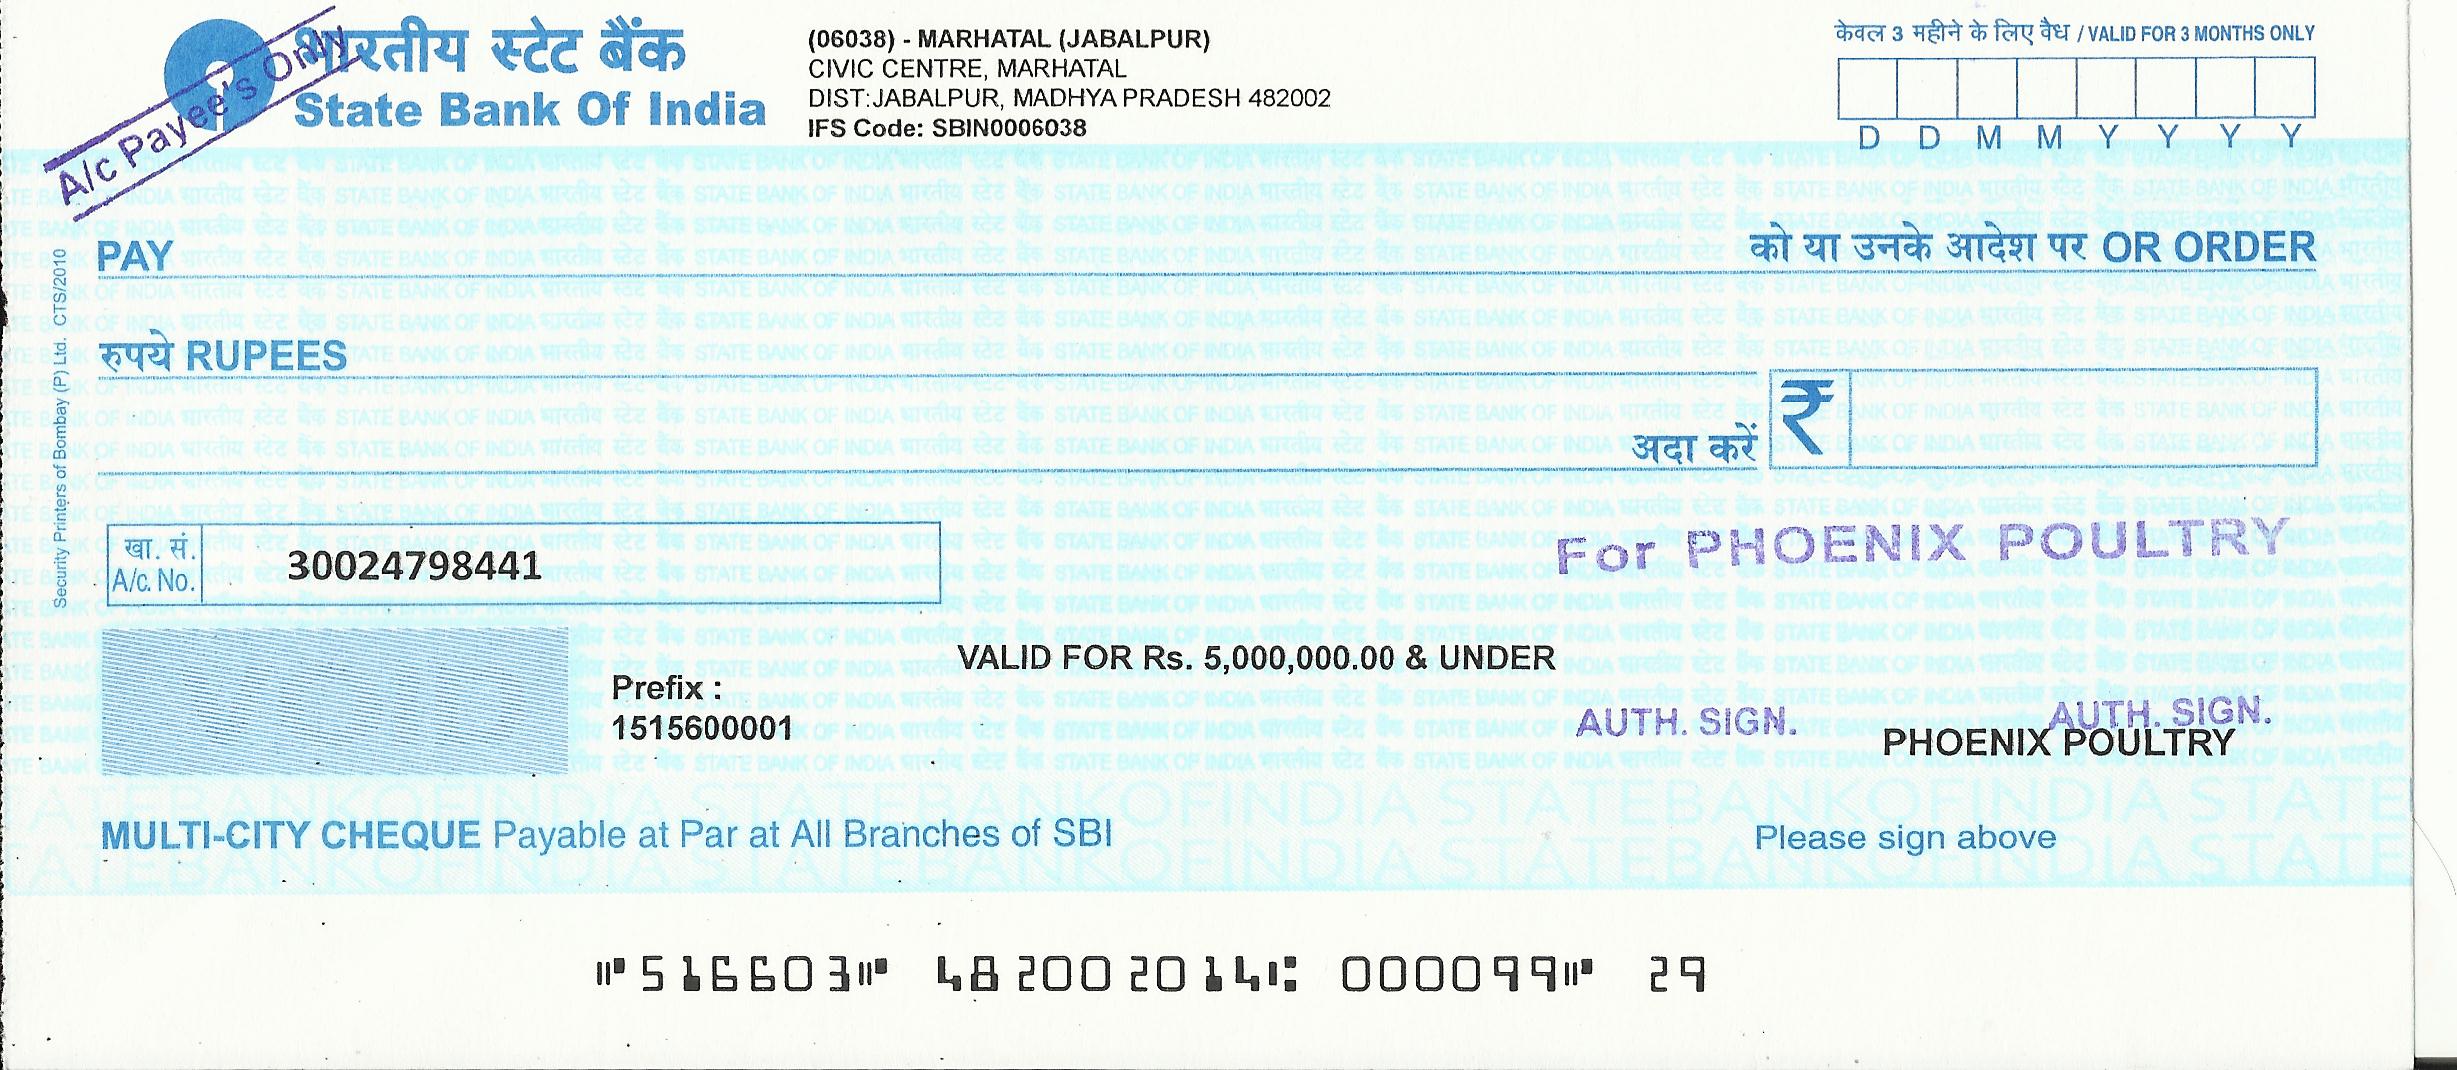 A/c Payee's Only
भारतीय स्टेट बैंक
State Bank Of India
(06038) - MARHATAL (JABALPUR)
CIVIC CENTRE, MARHATAL
DIST:JABALPUR, MADHYA PRADESH 482002
IFS Code: SBIN0006038
केवल 3 महीने के लिए वैध / VALID FOR 3 MONTHS ONLY
D D M M Y Y Y Y
PAY
को या उनके आदेश पर OR ORDER
रुपये RUPEES
अदा करें ₹
खा. सं.
A/c. No.
30024798441
For PHOENIX POULTRY
VOID
VALID FOR Rs. 5,000,000.00 & UNDER
Prefix :
1515600001
AUTH. SIGN. AUTH. SIGN.
PHOENIX POULTRY
MULTI-CITY CHEQUE Payable at Par at All Branches of SBI
Please sign above
⑈516603⑈ 482002014⑆ 000099⑈ 29
Security Printers of Bombay (P) Ltd. CTS/2010